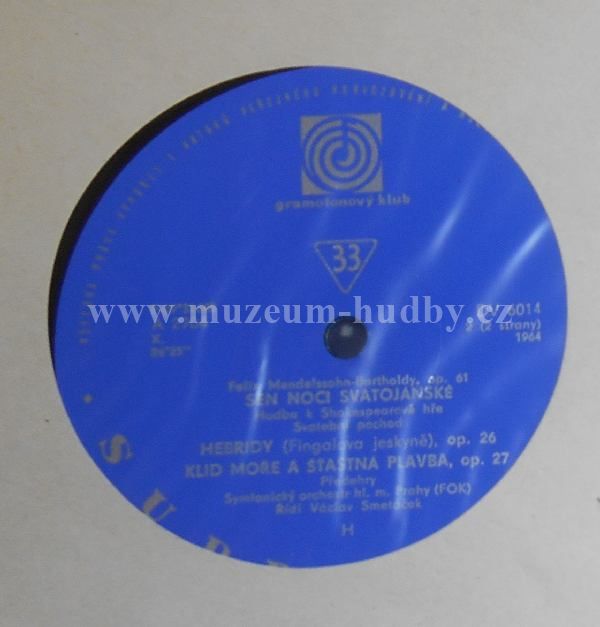 gramofonový klub
33
www.muzeum-hudby.cz
6014
2 (2 strany)
1964
Felix Mendelssohn-Bartholdy, op. 61
SEN NOCI SVATOJÁNSKÉ
Hudba k Shakespearově hře
Svatební pochod
HEBRIDY (Fingalova jeskyně), op. 26
KLID MOŘE A ŠŤASTNÁ PLAVBA, op. 27
Předehry
Symfonický orchestr hl. m. Prahy (FOK)
Řídí Václav Smetáček
H